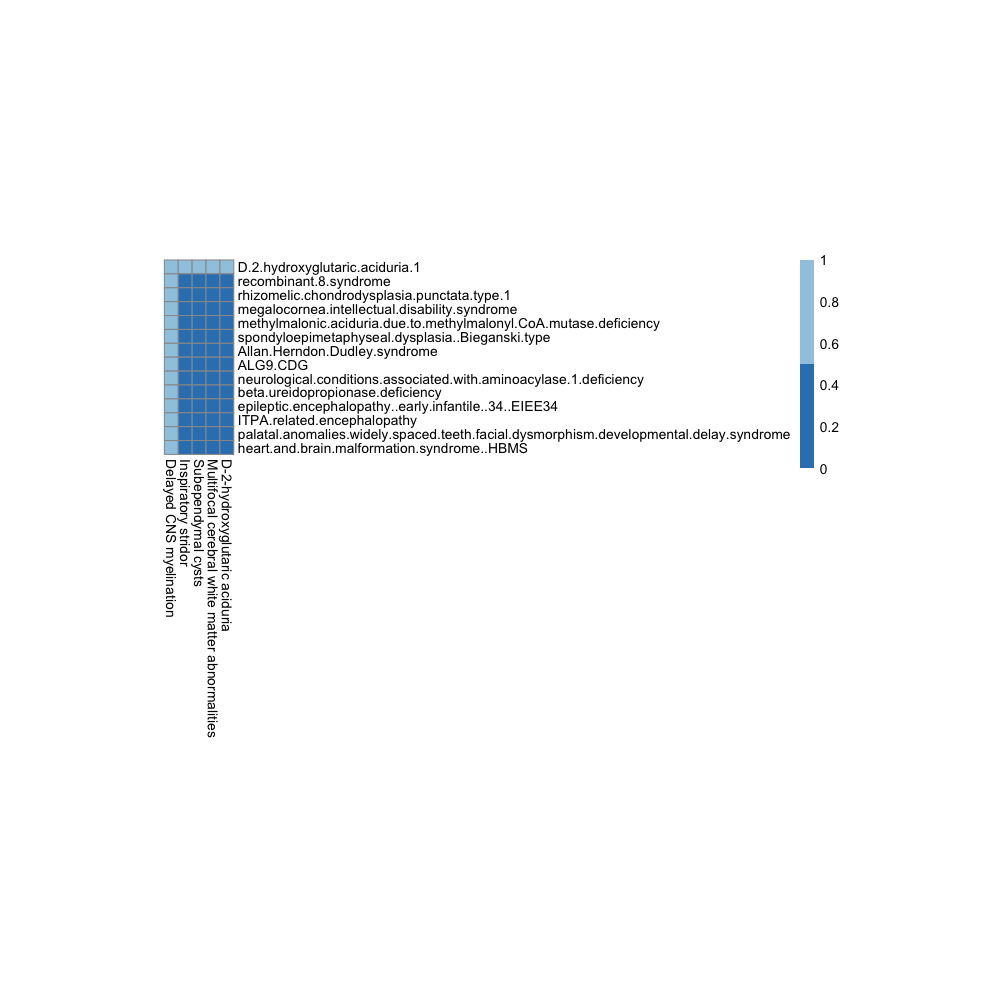 D.2.hydroxyglutaric.aciduria.1
recombinant.8.syndrome
rhizomelic.chondrodysplasia.punctata.type.1
megalocornea.intellectual.disability.syndrome
methylmalonic.aciduria.due.to.methylmalonyl.CoA.mutase.deficiency
spondyloepimetaphyseal.dysplasia..Bieganski.type
Allan.Herndon.Dudley.syndrome
ALG9.CDG
neurological.conditions.associated.with.aminoacylase.1.deficiency
beta.ureidopropionase.deficiency
epileptic.encephalopathy..early.infantile..34..EIEE34
ITPA.related.encephalopathy
palatal.anomalies.widely.spaced.teeth.facial.dysmorphism.developmental.delay.syndrome
heart.and.brain.malformation.syndrome..HBMS
Delayed CNS myelination
Inspiratory stridor
Subependymal cysts
Multifocal cerebral white matter abnormalities
D-2-hydroxyglutaric aciduria
1
0.8
0.6
0.4
0.2
0